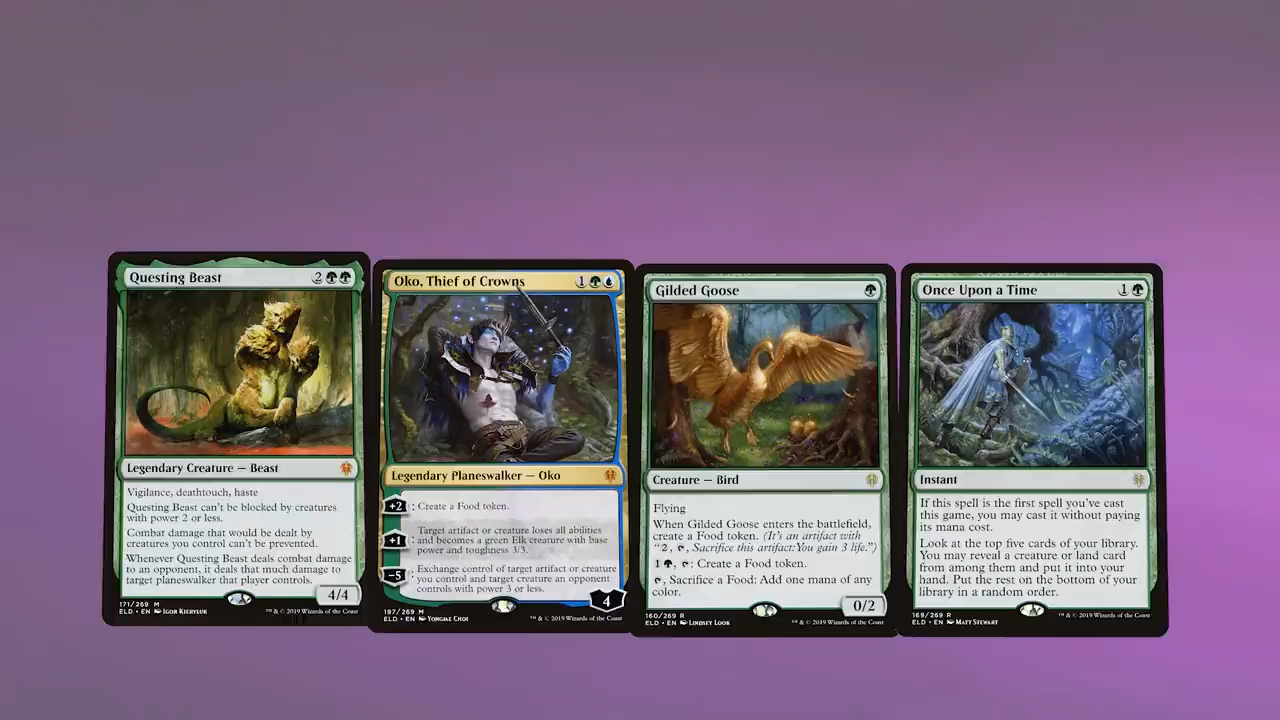 Questing Beast 2
Legendary Creature — Beast
Vigilance, deathtouch, haste
Questing Beast can't be blocked by creatures
with power 2 or less.
Combat damage that would be dealt by
creatures you control can't be prevented.
Whenever Questing Beast deals combat damage
to an opponent, it deals that much damage to
target planeswalker that player controls.
4/4
171/269 M
ELD • EN Igor Kieryluk
™ & © 2019 Wizards of the Coast
Oko, Thief of Crowns 1
Legendary Planeswalker — Oko
+2 : Create a Food token.
+1 : Target artifact or creature loses all abilities
and becomes a green Elk creature with base
power and toughness 3/3.
-5 : Exchange control of target artifact or creature
you control and target creature an opponent
controls with power 3 or less.
4
197/269 M
ELD • EN Yongjae Choi
™ & © 2019 Wizards of the Coast
Gilded Goose
Creature — Bird
Flying
When Gilded Goose enters the battlefield,
create a Food token. (It's an artifact with
"2, , Sacrifice this artifact: You gain 3 life.")
1 , : Create a Food token.
, Sacrifice a Food: Add one mana of any
color.
0/2
160/269 R
ELD • EN Lindsey Look
™ & © 2019 Wizards of the Coast
Once Upon a Time 1
Instant
If this spell is the first spell you've cast
this game, you may cast it without paying
its mana cost.
Look at the top five cards of your library.
You may reveal a creature or land card
from among them and put it into your
hand. Put the rest on the bottom of your
library in a random order.
169/269 R
ELD • EN Matt Stewart
™ & © 2019 Wizards of the Coast